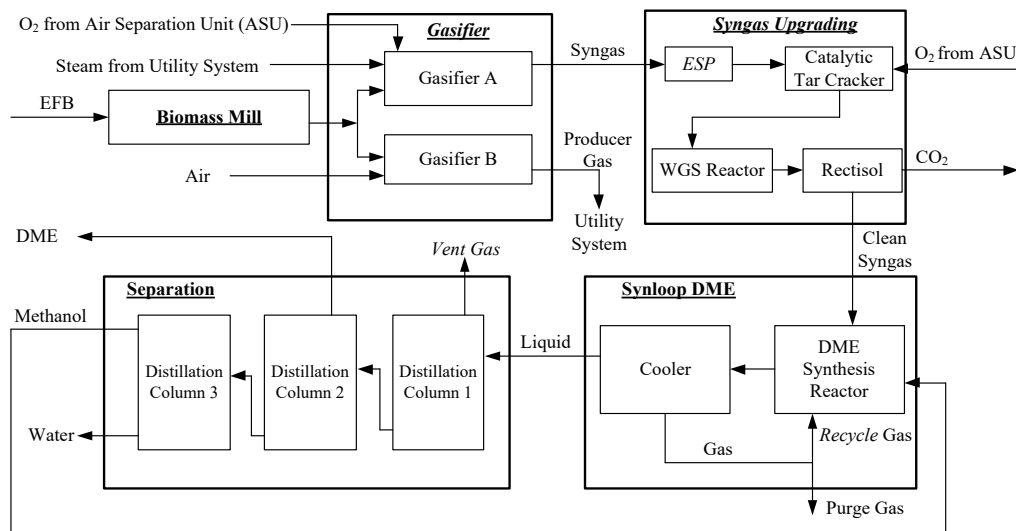 O₂ from Air Separation Unit (ASU)
Steam from Utility System
EFB
Biomass Mill
Air
Gasifier
Gasifier A
Gasifier B
Syngas
Producer
Gas
Utility
System
Syngas Upgrading
ESP
Catalytic
Tar Cracker
O₂ from ASU
WGS Reactor
Rectisol
CO₂
Clean
Syngas
DME
Vent Gas
Separation
Methanol
Distillation
Column 3
Distillation
Column 2
Distillation
Column 1
Water
Liquid
Synloop DME
Cooler
DME
Synthesis
Reactor
Gas
Recycle Gas
Purge Gas